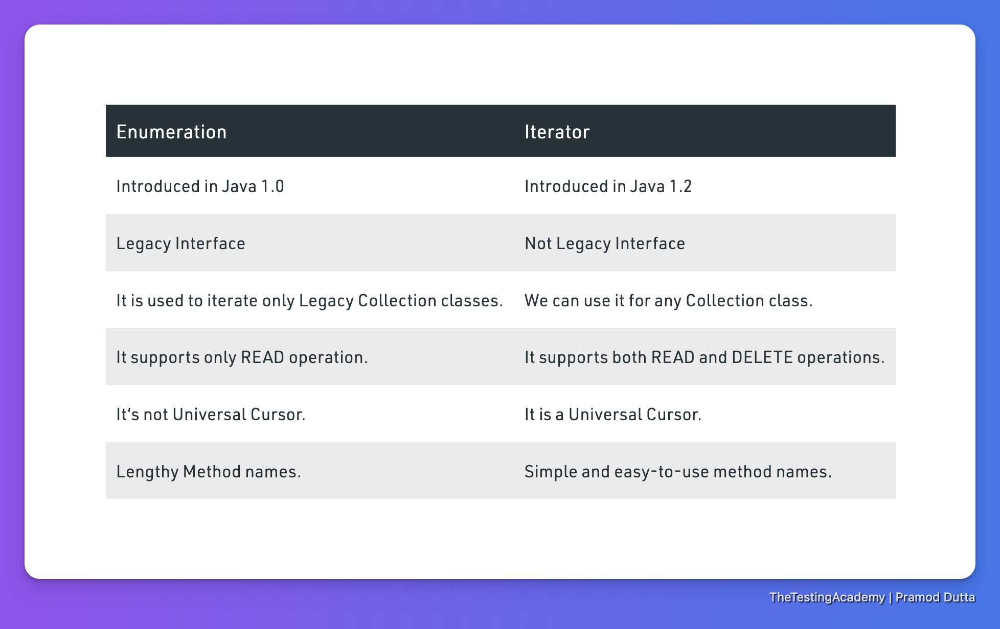 Enumeration Iterator
Introduced in Java 1.0 Introduced in Java 1.2
Legacy Interface Not Legacy Interface
It is used to iterate only Legacy Collection classes. We can use it for any Collection class.
It supports only READ operation. It supports both READ and DELETE operations.
It’s not Universal Cursor. It is a Universal Cursor.
Lengthy Method names. Simple and easy-to-use method names.
TheTestingAcademy | Pramod Dutta